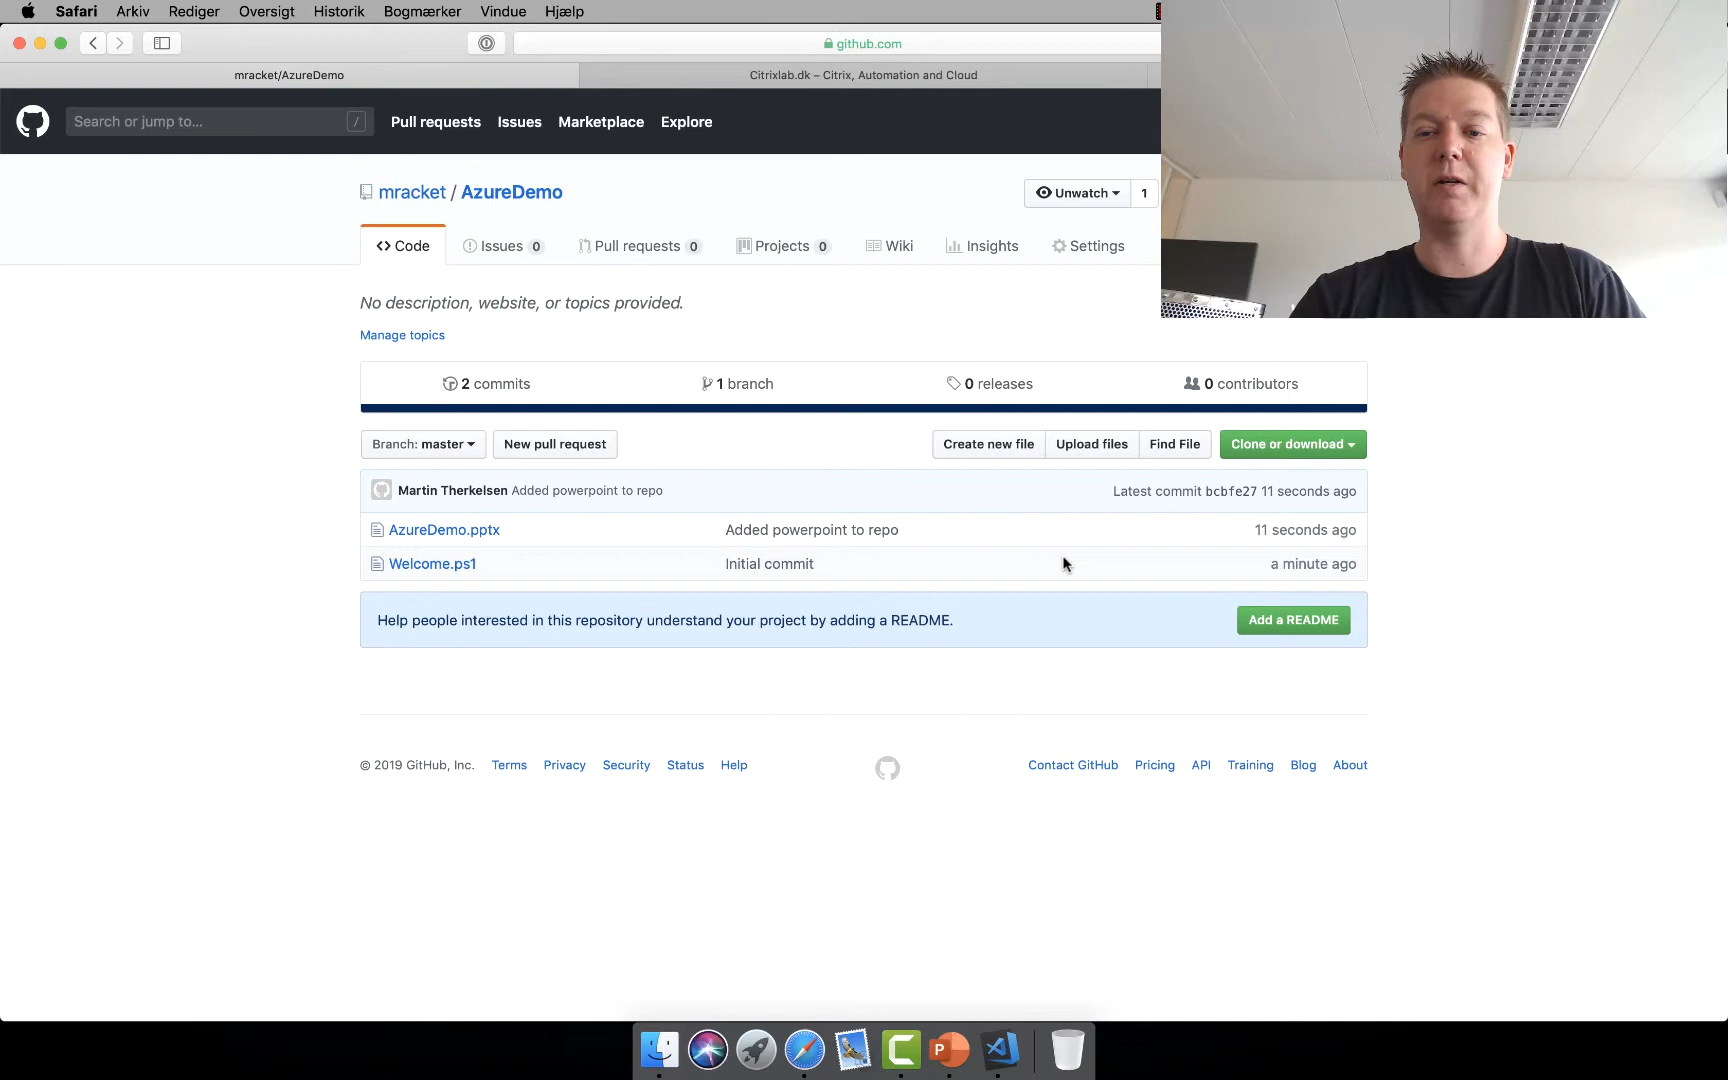 Safari Arkiv Rediger Oversigt Historik Bogmærker Vindue Hjælp
github.com
mracket/AzureDemo Citrixlab.dk – Citrix, Automation and Cloud
Search or jump to... / Pull requests Issues Marketplace Explore
mracket / AzureDemo Unwatch 1
Code Issues 0 Pull requests 0 Projects 0 Wiki Insights Settings
No description, website, or topics provided.
Manage topics
2 commits 1 branch 0 releases 0 contributors
Branch: master New pull request Create new file Upload files Find File Clone or download
Martin Therkelsen Added powerpoint to repo Latest commit bcbfe27 11 seconds ago
AzureDemo.pptx Added powerpoint to repo 11 seconds ago
Welcome.ps1 Initial commit a minute ago
Help people interested in this repository understand your project by adding a README. Add a README
© 2019 GitHub, Inc. Terms Privacy Security Status Help Contact GitHub Pricing API Training Blog About
P